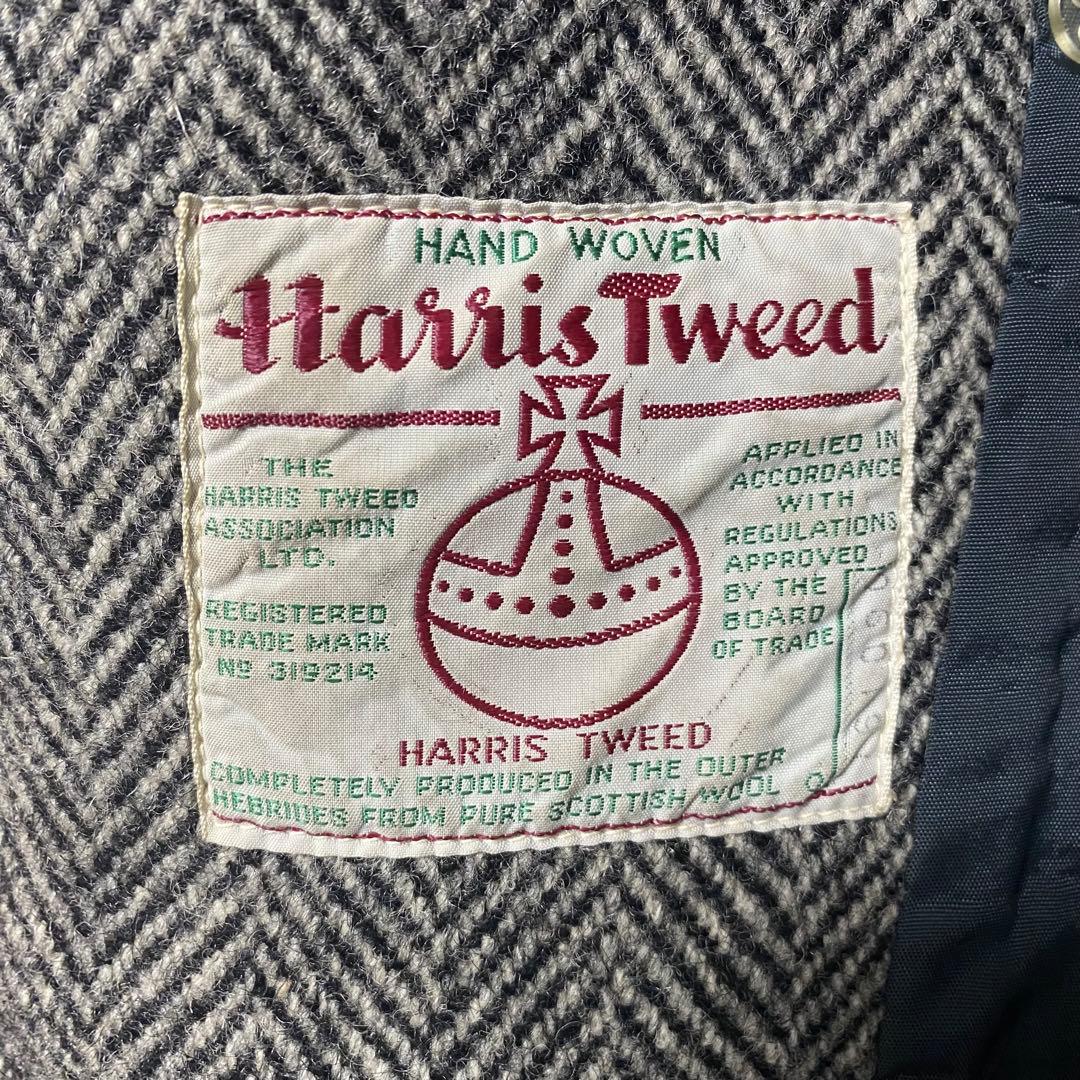 HAND WOVEN
Harris Tweed
THE
HARRIS TWEED
ASSOCIATION
LTD.
REGISTERED
TRADE MARK
Nº 319214
APPLIED IN
ACCORDANCE
WITH
REGULATIONS
APPROVED
BY THE
BOARD
OF TRADE
HARRIS TWEED
COMPLETELY PRODUCED IN THE OUTER
HEBRIDES FROM PURE SCOTTISH WOOL